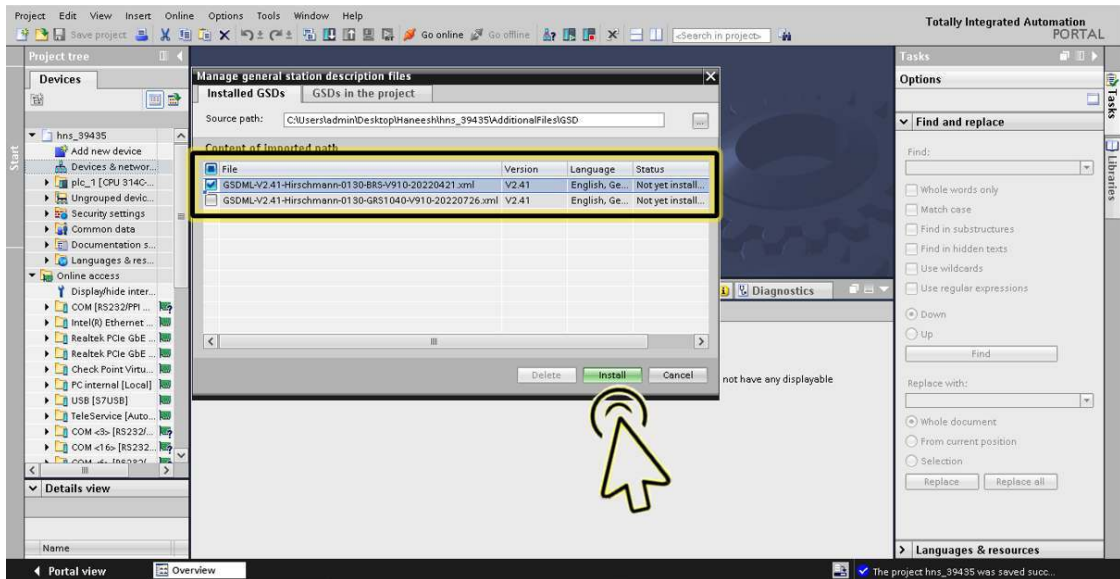 Project Edit View Insert Online Options Tools Window Help
Totally Integrated Automation
PORTAL
Save project
Go online
Go offline
<Search in project>
Project tree
Devices
Start
hns_39435
Add new device
Devices & networ...
plc_1 [CPU 314C-...
Ungrouped devic...
Security settings
Common data
Documentation s...
Languages & res...
Online access
Display/hide inter...
COM [RS232/PPI ...
Intel(R) Ethernet ...
Realtek PCIe GbE ...
Realtek PCIe GbE ...
Check Point Virtu...
PC internal [Local]
USB [S7USB]
TeleService [Auto...
COM <3> [RS232/...
COM <16> [RS232...
Details view
Name
Manage general station description files
Installed GSDs
GSDs in the project
Source path: C:\Users\admin\Desktop\Haneesh\hns_39435\AdditionalFiles\GSD
Content of imported path
File Version Language Status
GSDML-V2.41-Hirschmann-0130-BRS-V910-20220421.xml V2.41 English, Ge... Not yet install...
GSDML-V2.41-Hirschmann-0130-GRS1040-V910-20220726.xml V2.41 English, Ge... Not yet install...
Delete Install Cancel
Diagnostics
not have any displayable
Tasks
Options
Find and replace
Find:
Whole words only
Match case
Find in substructures
Find in hidden texts
Use wildcards
Use regular expressions
Down
Up
Find
Replace with:
Whole document
From current position
Selection
Replace Replace all
Languages & resources
Tasks
Libraries
Portal view
Overview
The project hns_39435 was saved succ...